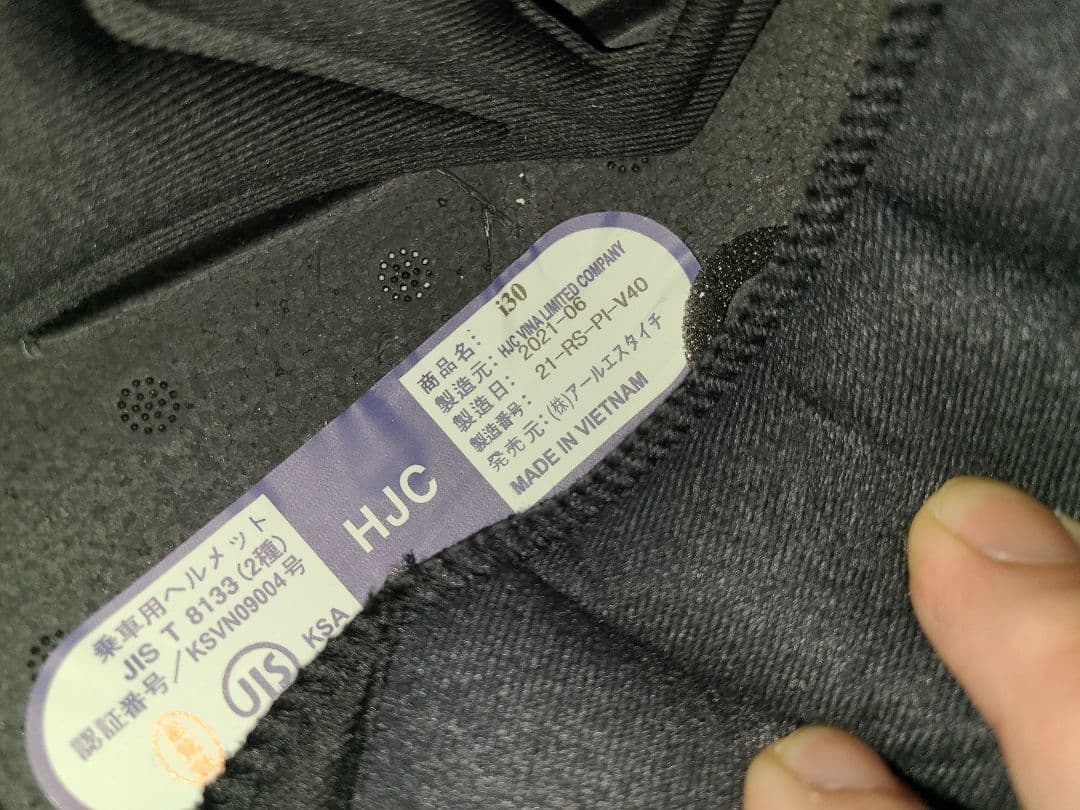 商品名： i30
製造元：HJC VINA LIMITED COMPANY
製造日： 2021-06
製造番号： 21-RS-PI-V40
発売元：(株)アールエスタイチ
MADE IN VIETNAM
HJC
乗車用ヘルメット
JIS T 8133(2種)
認証番号/KSVN09004号
JIS KSA